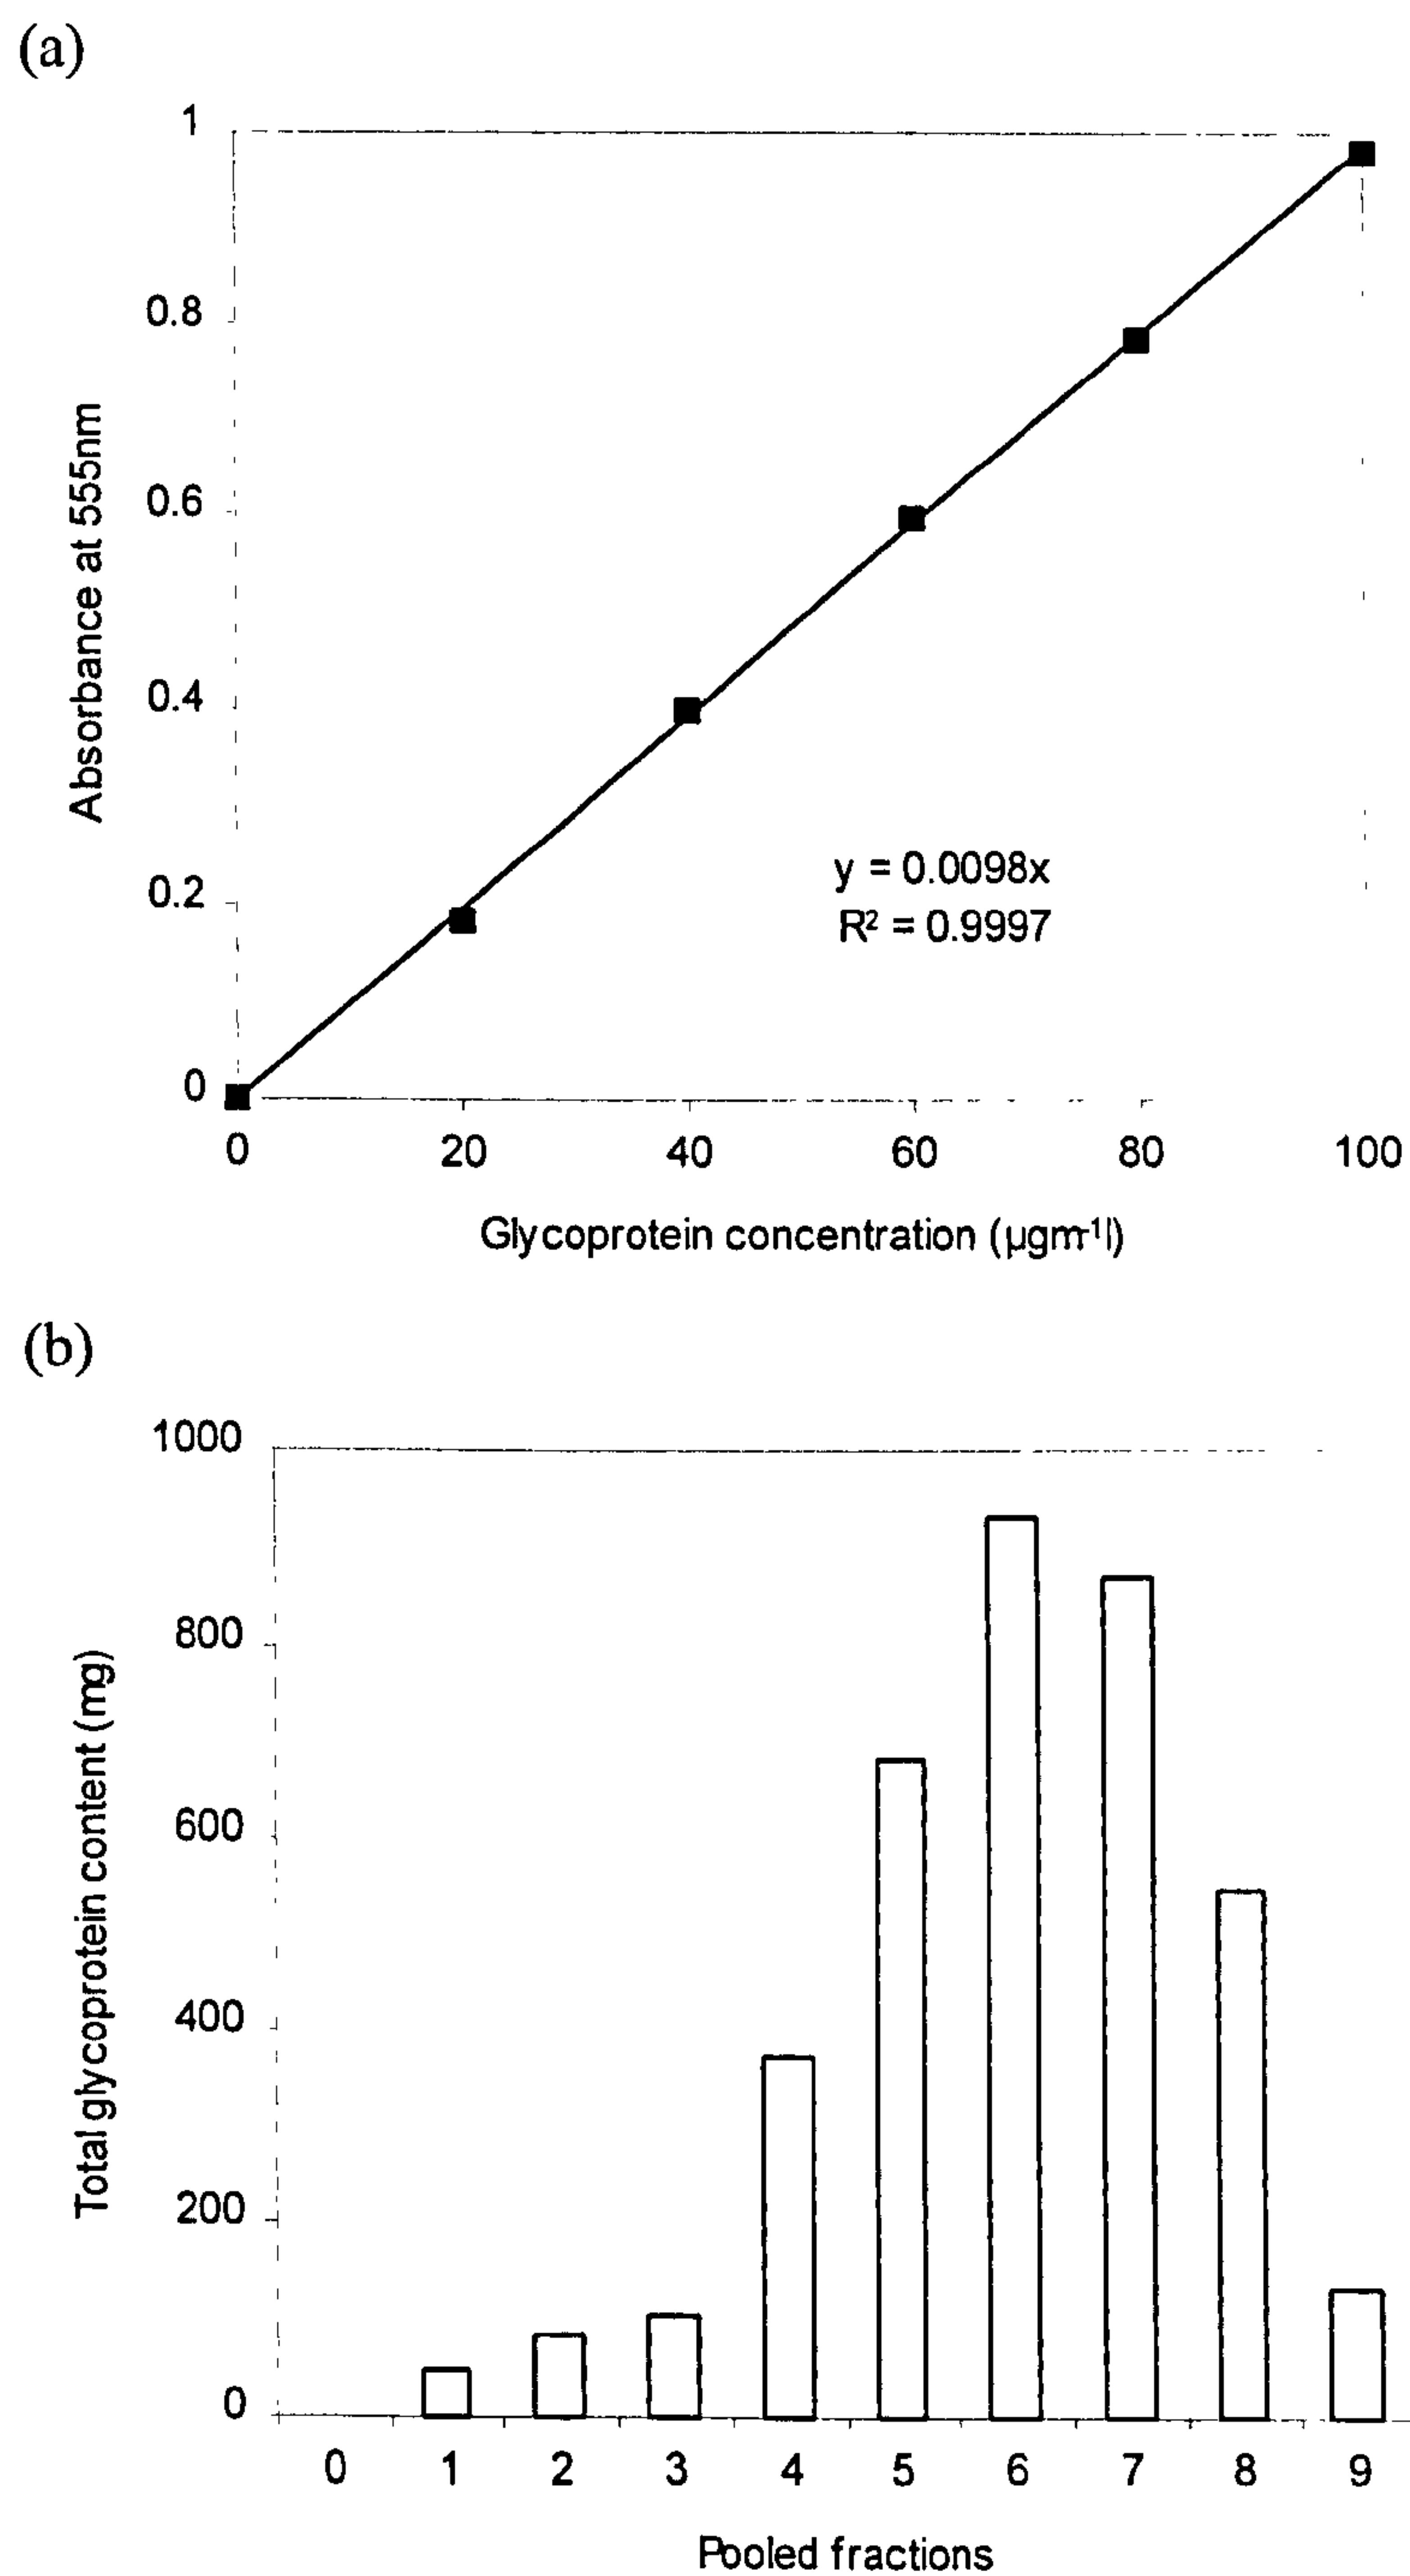 (a)
1
0.8
0.6
0.4
0.2
0
Absorbance at 555nm
y = 0.0098x
R² = 0.9997
0 20 40 60 80 100
Glycoprotein concentration (µgm⁻¹l)
(b)
1000
800
600
400
200
0
Total glycoprotein content (mg)
0 1 2 3 4 5 6 7 8 9
Pooled fractions